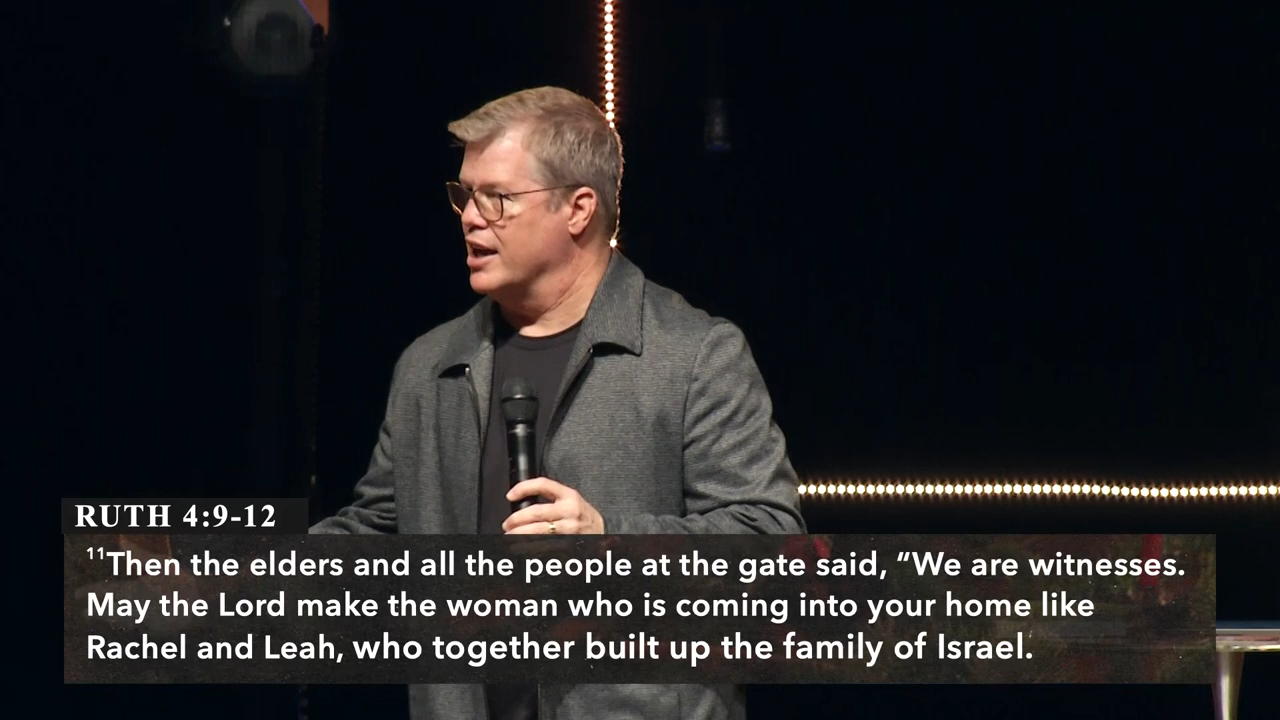 RUTH 4:9-12
¹¹Then the elders and all the people at the gate said, “We are witnesses.
May the Lord make the woman who is coming into your home like
Rachel and Leah, who together built up the family of Israel.